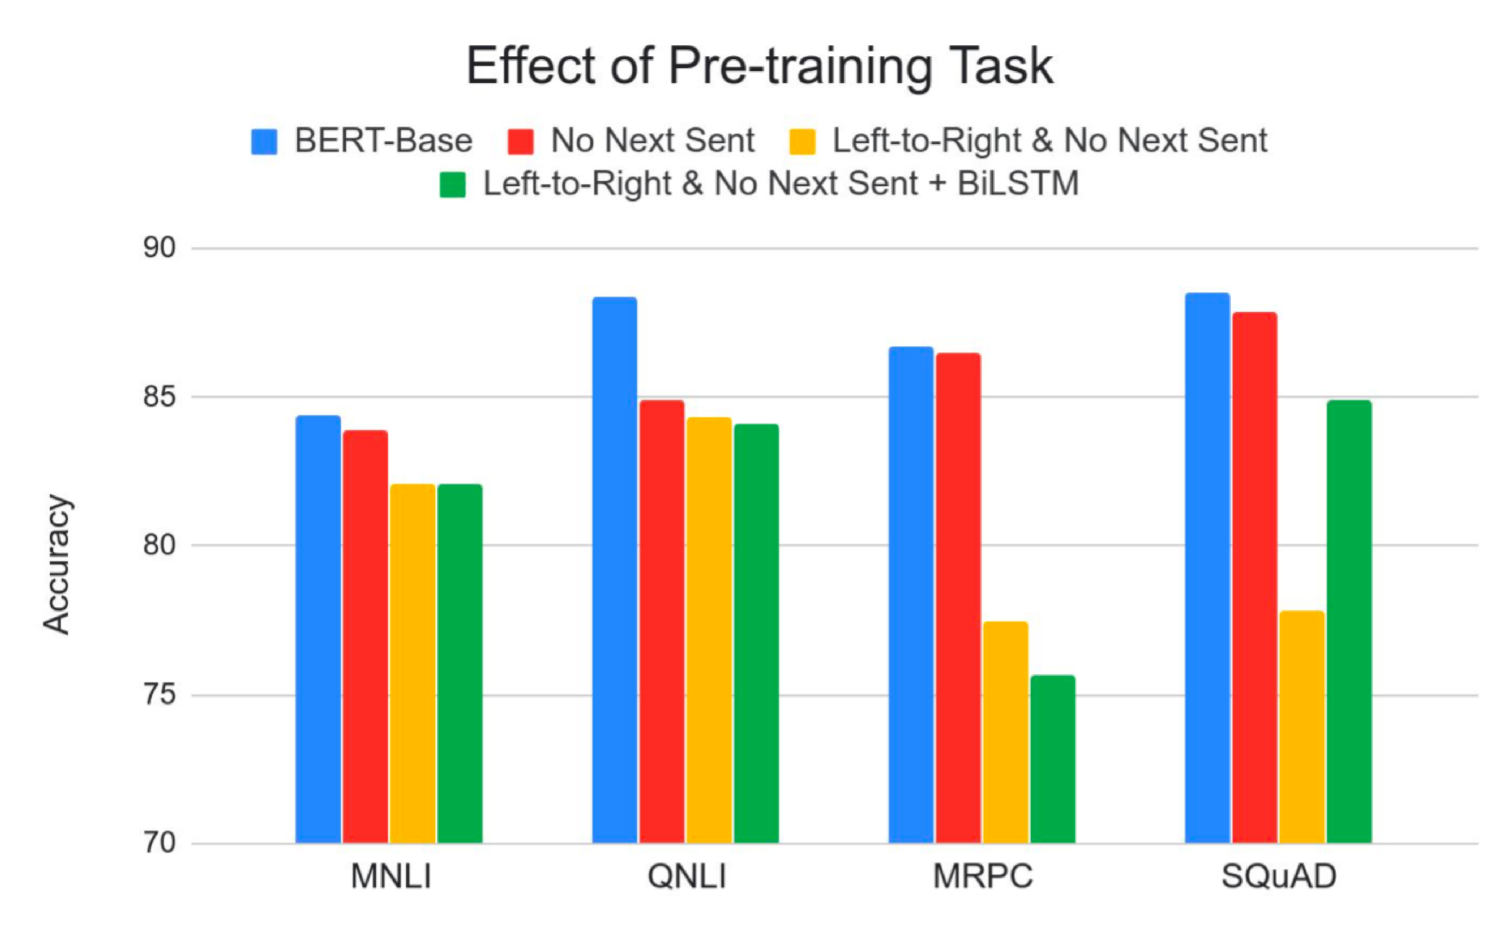 Effect of Pre-training Task
BERT-Base No Next Sent Left-to-Right & No Next Sent
Left-to-Right & No Next Sent + BiLSTM
90
85
80
75
70
Accuracy
MNLI QNLI MRPC SQuAD